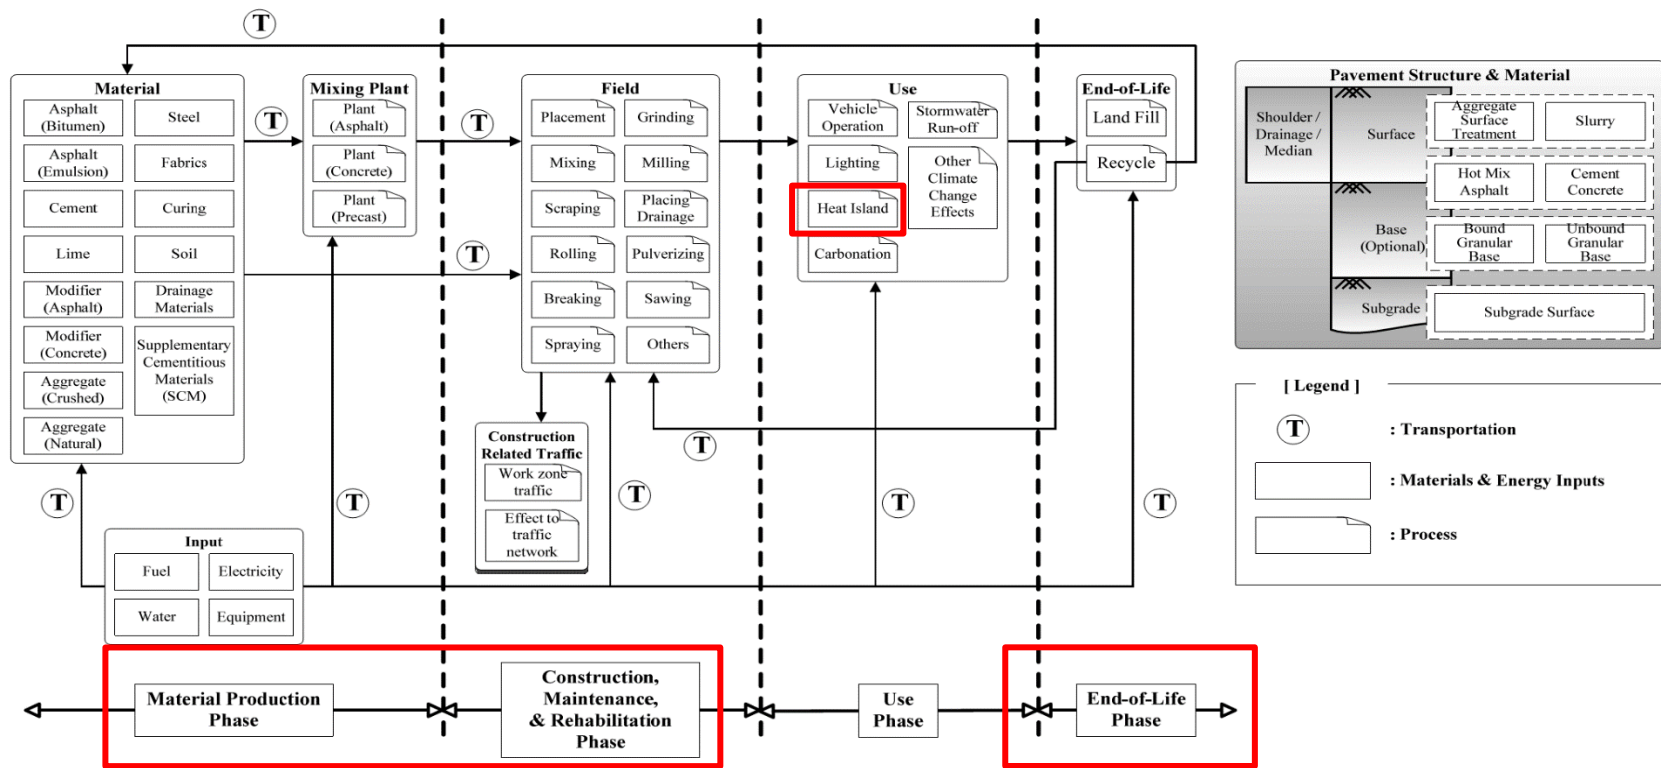 T
Material
Asphalt
(Bitumen)
Steel
Asphalt
(Emulsion)
Fabrics
Cement
Curing
Lime
Soil
Modifier
(Asphalt)
Drainage
Materials
Modifier
(Concrete)
Supplementary
Cementitious
Materials
(SCM)
Aggregate
(Crushed)
Aggregate
(Natural)
T
Mixing Plant
Plant
(Asphalt)
Plant
(Concrete)
Plant
(Precast)
T
T
Field
Placement
Grinding
Mixing
Milling
Scraping
Placing
Drainage
Rolling
Pulverizing
Breaking
Sawing
Spraying
Others
Construction
Related Traffic
Work zone
traffic
Effect to
traffic
network
Use
Vehicle
Operation
Stormwater
Run-off
Lighting
Other
Climate
Change
Effects
Heat Island
Carbonation
End-of-Life
Land Fill
Recycle
T
T
T
T
T
T
Input
Fuel
Electricity
Water
Equipment
Material Production
Phase
Construction,
Maintenance,
& Rehabilitation
Phase
Use
Phase
End-of-Life
Phase
Pavement Structure & Material
Shoulder /
Drainage /
Median
Surface
Aggregate
Surface
Treatment
Slurry
Hot Mix
Asphalt
Cement
Concrete
Base
(Optional)
Bound
Granular
Base
Unbound
Granular
Base
Subgrade
Subgrade Surface
[ Legend ]
T : Transportation
: Materials & Energy Inputs
: Process